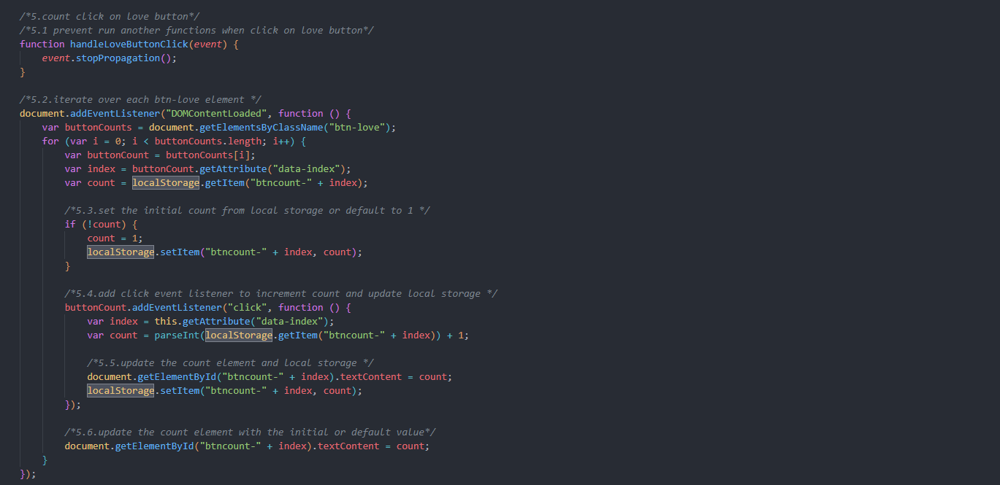 /*5.count click on love button*/
/*5.1 prevent run another functions when click on love button*/
function handleLoveButtonClick(event) {
    event.stopPropagation();
}
/*5.2.iterate over each btn-love element */
document.addEventListener("DOMContentLoaded", function () {
    var buttonCounts = document.getElementsByClassName("btn-love");
    for (var i = 0; i < buttonCounts.length; i++) {
        var buttonCount = buttonCounts[i];
        var index = buttonCount.getAttribute("data-index");
        var count = localStorage.getItem("btncount-" + index);
        /*5.3.set the initial count from local storage or default to 1 */
        if (!count) {
            count = 1;
            localStorage.setItem("btncount-" + index, count);
        }
        /*5.4.add click event listener to increment count and update local storage */
        buttonCount.addEventListener("click", function () {
            var index = this.getAttribute("data-index");
            var count = parseInt(localStorage.getItem("btncount-" + index)) + 1;
            /*5.5.update the count element and local storage */
            document.getElementById("btncount-" + index).textContent = count;
            localStorage.setItem("btncount-" + index, count);
        });
        /*5.6.update the count element with the initial or default value*/
        document.getElementById("btncount-" + index).textContent = count;
    }
});